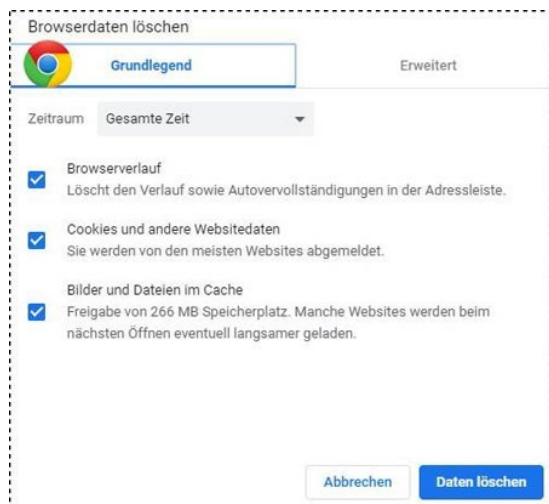 Browserdaten löschen
Grundlegend
Erweitert
Zeitraum Gesamte Zeit
Browserverlauf
Löscht den Verlauf sowie Autovervollständigungen in der Adressleiste.
Cookies und andere Websitedaten
Sie werden von den meisten Websites abgemeldet.
Bilder und Dateien im Cache
Freigabe von 266 MB Speicherplatz. Manche Websites werden beim
nächsten Öffnen eventuell langsamer geladen.
Abbrechen
Daten löschen